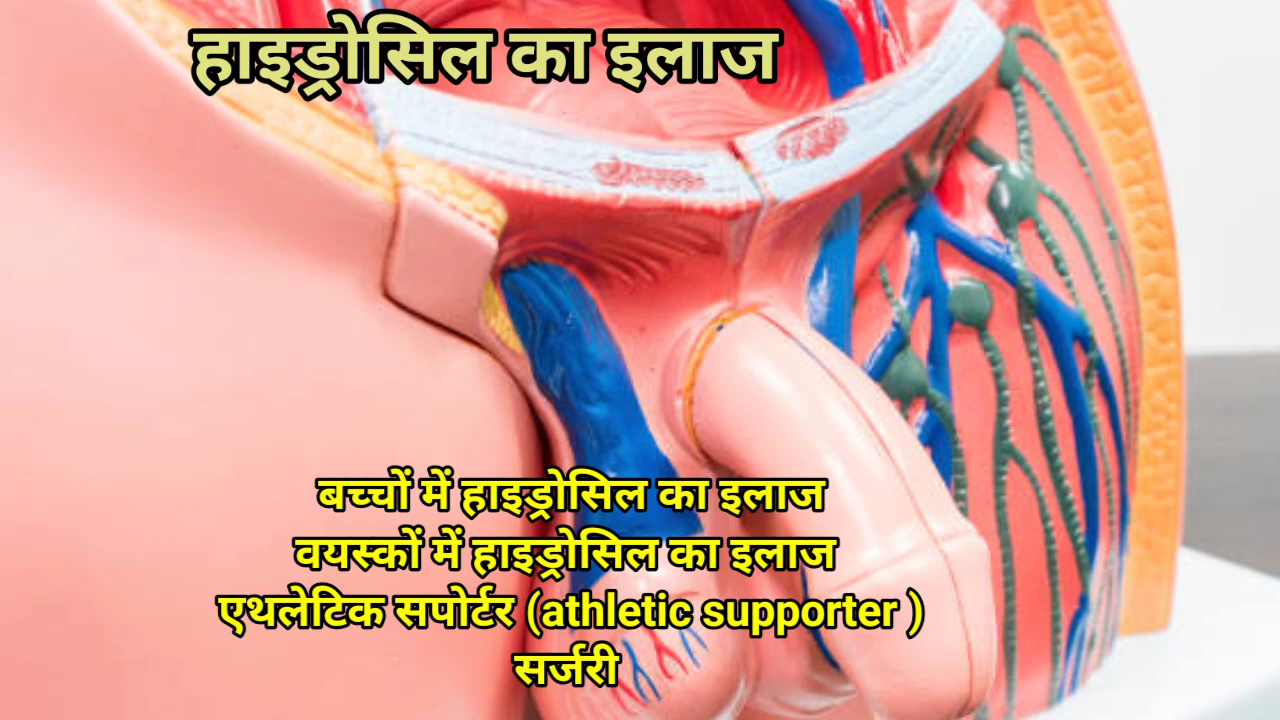 हाइड्रोसिल का इलाज
बच्चों में हाइड्रोसिल का इलाज
वयस्कों में हाइड्रोसिल का इलाज
एथलेटिक सपोर्टर (athletic supporter )
सर्जरी